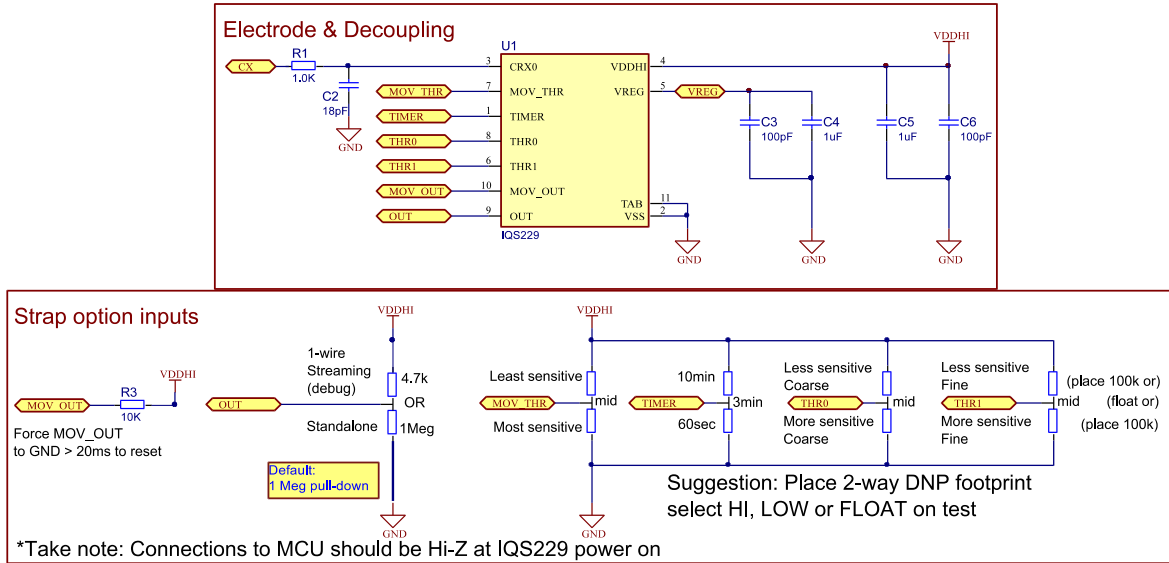 Electrode & Decoupling
U1
VDDHI
CX
R1
1.0K
C2
18pF
GND
3
CRX0
VDDHI
4
MOV_THR
7
MOV_THR
VREG
5
VREG
TIMER
1
TIMER
THR0
8
THR0
THR1
6
THR1
MOV_OUT
10
MOV_OUT
TAB
11
OUT
9
OUT
VSS
2
IQS229
C3
100pF
C4
1uF
C5
1uF
C6
100pF
GND
GND
GND
Strap option inputs
VDDHI
MOV_OUT
R3
10K
Force MOV_OUT
to GND > 20ms to reset
VDDHI
1-wire
Streaming
(debug)
4.7k
OUT
OR
Standalone
1Meg
Default:
1 Meg pull-down
GND
VDDHI
Least sensitive
MOV_THR
mid
Most sensitive
10min
TIMER
3min
60sec
Less sensitive
Coarse
THR0
mid
More sensitive
Coarse
Less sensitive
Fine
THR1
mid
More sensitive
Fine
(place 100k or)
(float or)
(place 100k)
GND
Suggestion: Place 2-way DNP footprint
select HI, LOW or FLOAT on test
*Take note: Connections to MCU should be Hi-Z at IQS229 power on